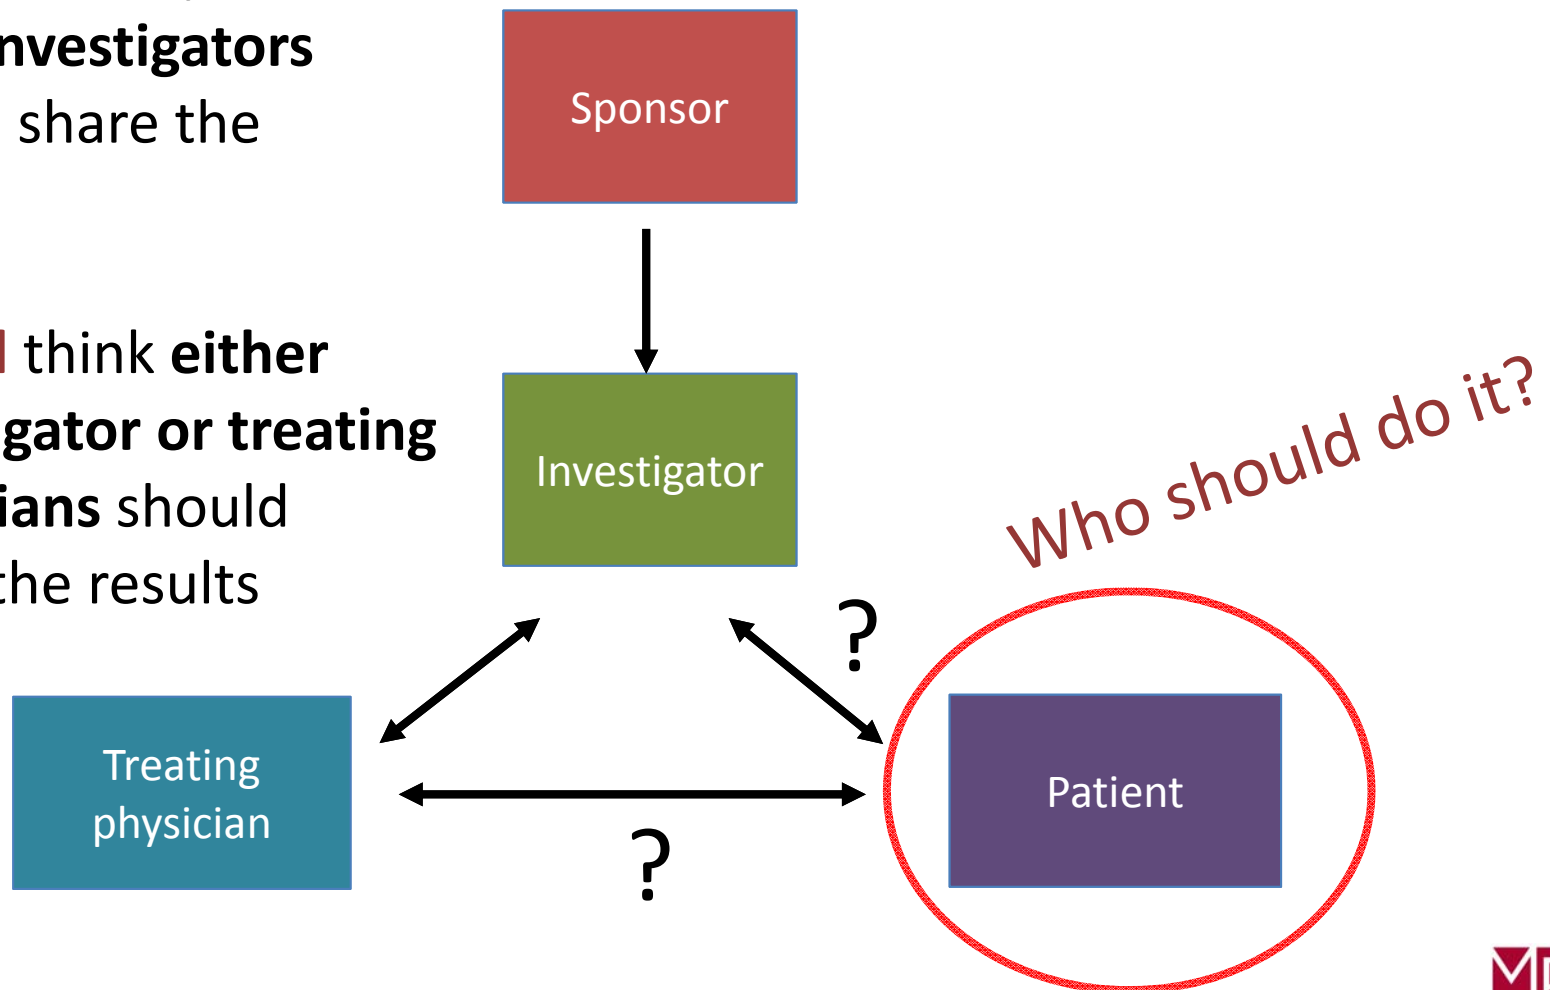 nvestigators
share the
think either
gator or treating
ians should
the results
Sponsor
Investigator
Who should do it?
?
?
Treating
physician
Patient